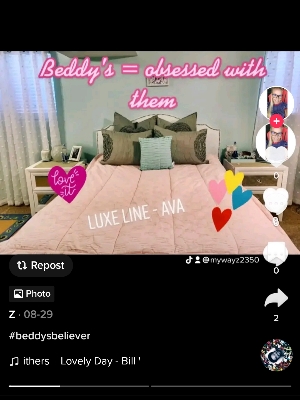 Beddy's = obsessed with
them
love
it
LUXE LINE - AVA
@mywayz2350
0
6
0
Repost
Photo
2
Z · 08-29
#beddysbeliever
ithers Lovely Day - Bill '